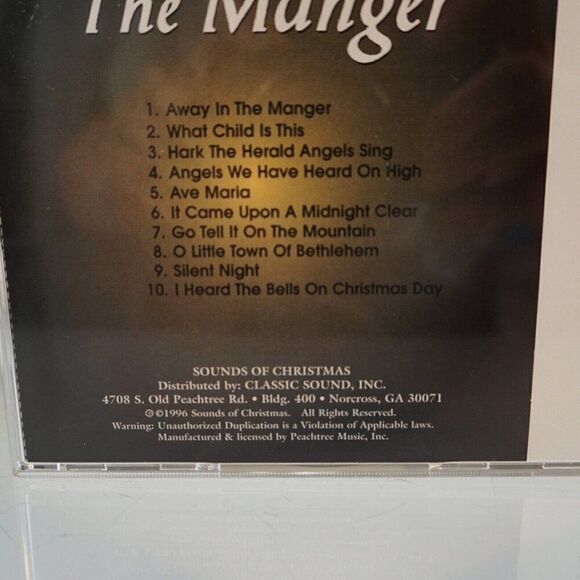 The Manger
1. Away In The Manger
2. What Child Is This
3. Hark The Herald Angels Sing
4. Angels We Have Heard On High
5. Ave Maria
6. It Came Upon A Midnight Clear
7. Go Tell It On The Mountain
8. O Little Town Of Bethlehem
9. Silent Night
10. I Heard The Bells On Christmas Day
SOUNDS OF CHRISTMAS
Distributed by: CLASSIC SOUND, INC.
4708 S. Old Peachtree Rd. • Bldg. 400 • Norcross, GA 30071
℗ ©1996 Sounds of Christmas. All Rights Reserved.
Warning: Unauthorized Duplication is a Violation of Applicable laws.
Manufactured & licensed by Peachtree Music, Inc.